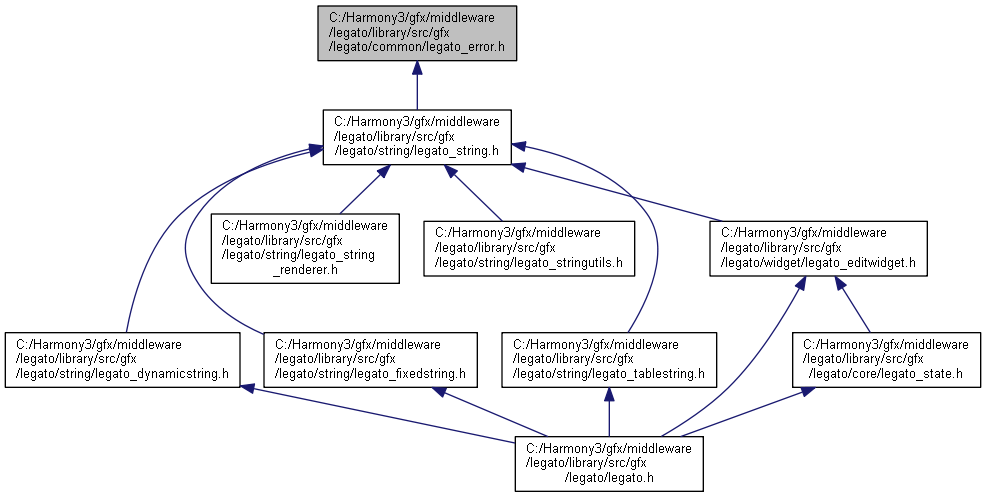 C:/Harmony3/gfx/middleware
/legato/library/src/gfx
/legato/common/legato_error.h
C:/Harmony3/gfx/middleware
/legato/library/src/gfx
/legato/string/legato_string.h
C:/Harmony3/gfx/middleware
/legato/library/src/gfx
/legato/string/legato_string
_renderer.h
C:/Harmony3/gfx/middleware
/legato/library/src/gfx
/legato/string/legato_stringutils.h
C:/Harmony3/gfx/middleware
/legato/library/src/gfx
/legato/widget/legato_editwidget.h
C:/Harmony3/gfx/middleware
/legato/library/src/gfx
/legato/string/legato_dynamicstring.h
C:/Harmony3/gfx/middleware
/legato/library/src/gfx
/legato/string/legato_fixedstring.h
C:/Harmony3/gfx/middleware
/legato/library/src/gfx
/legato/string/legato_tablestring.h
C:/Harmony3/gfx/middleware
/legato/library/src/gfx
/legato/core/legato_state.h
C:/Harmony3/gfx/middleware
/legato/library/src/gfx
/legato/legato.h